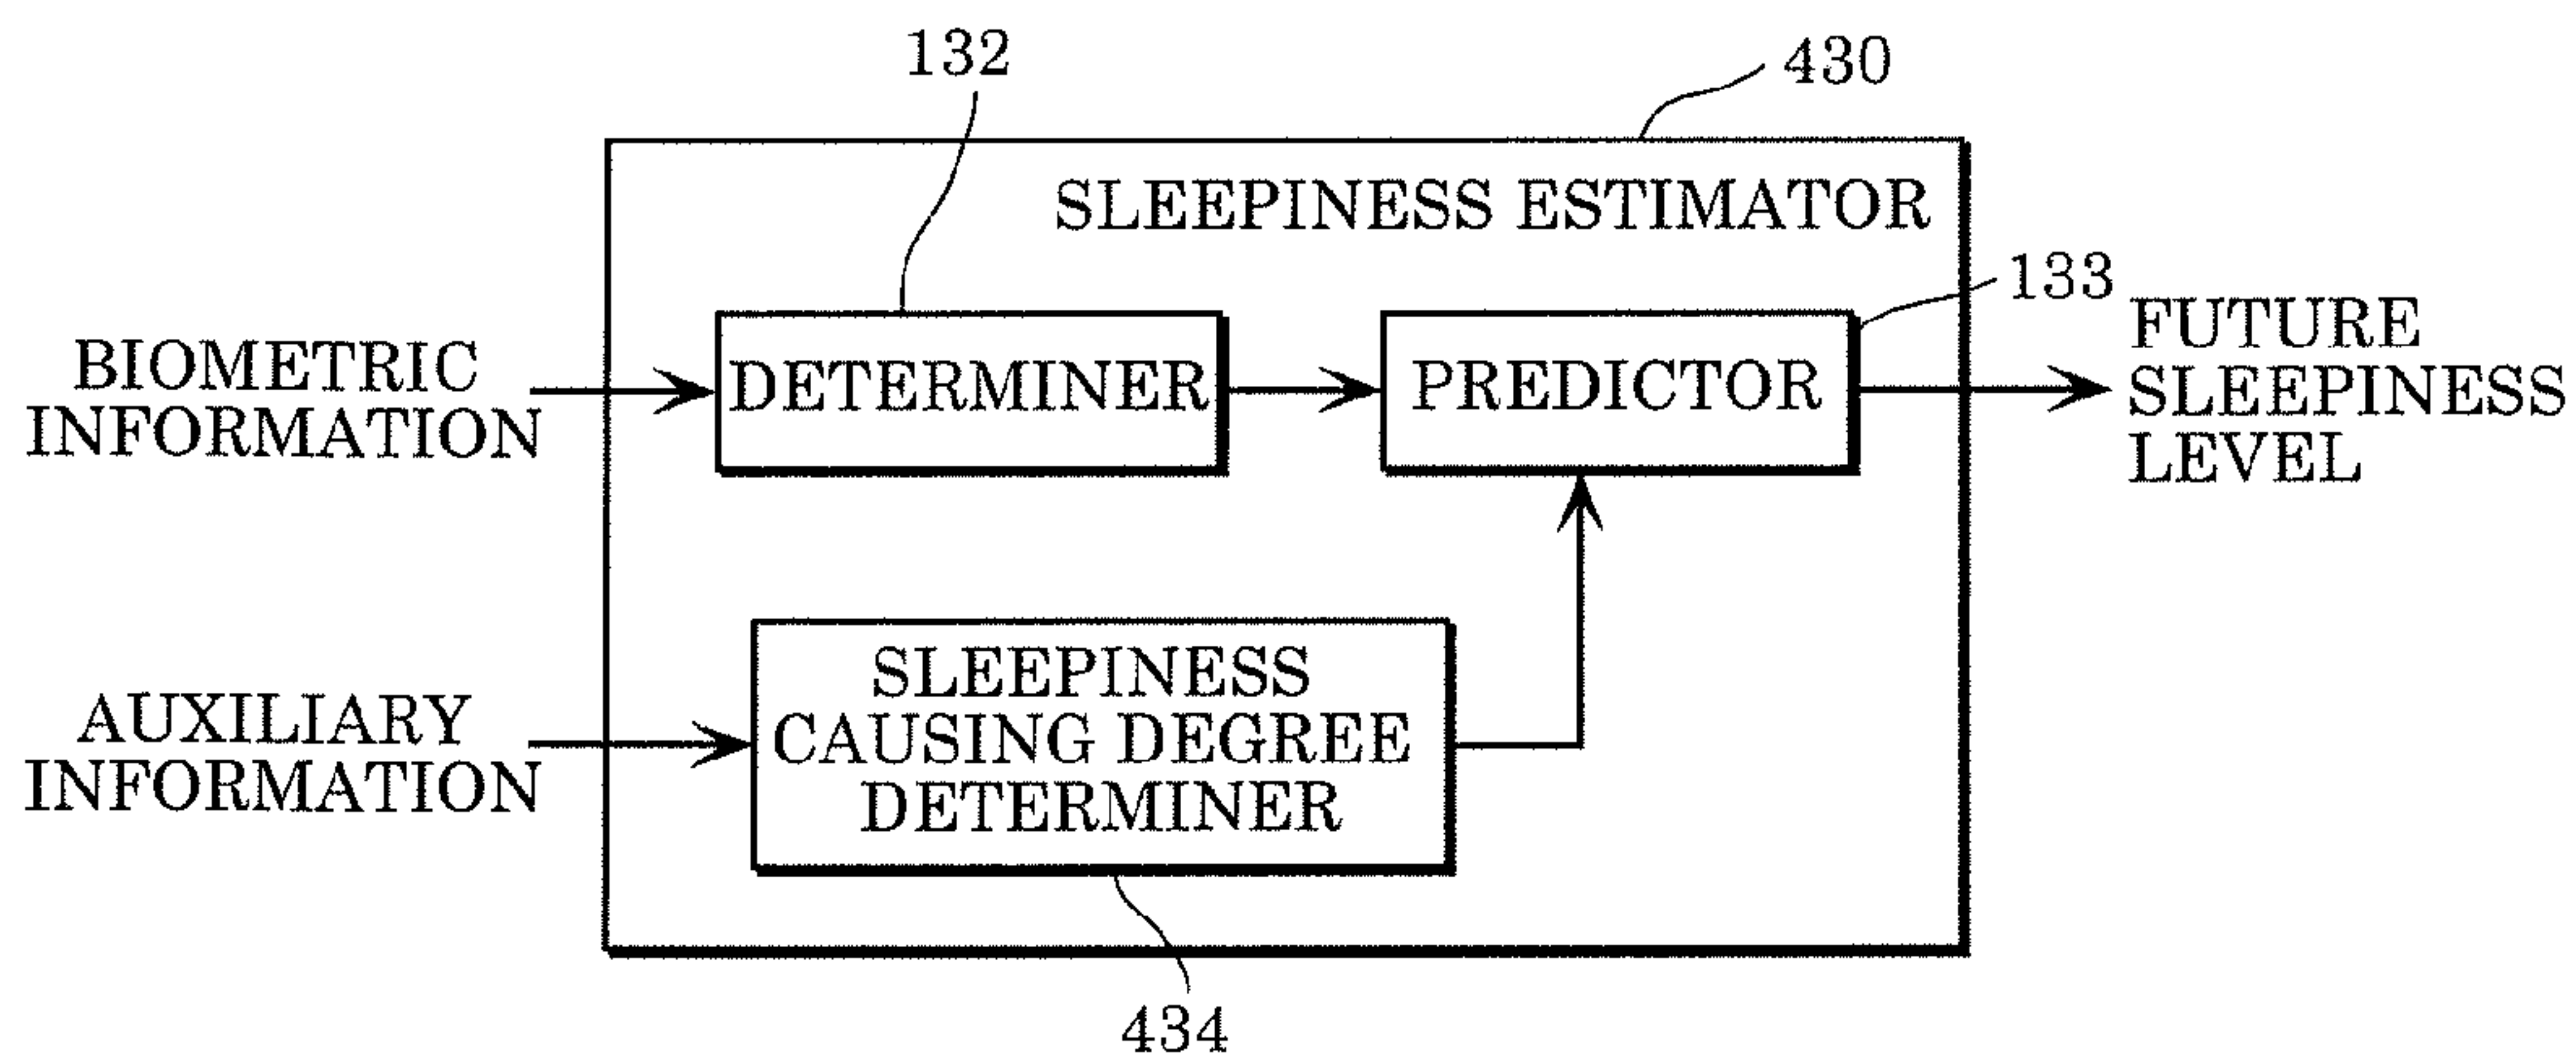 132
430
SLEEPINESS ESTIMATOR
133
BIOMETRIC
INFORMATION
DETERMINER
PREDICTOR
FUTURE
SLEEPINESS
LEVEL
AUXILIARY
INFORMATION
SLEEPINESS
CAUSING DEGREE
DETERMINER
434